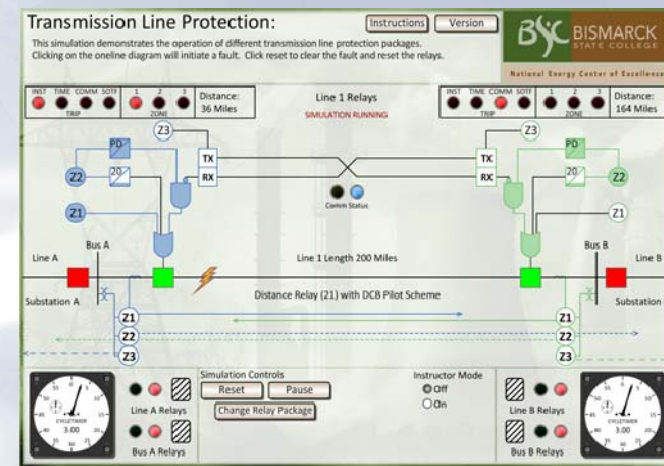 Transmission Line Protection:
Instructions
Version
BSC BISMARCK
STATE COLLEGE
National Energy Center of Excellence
This simulation demonstrates the operation of different transmission line protection packages.
Clicking on the oneline diagram will initiate a fault. Click reset to clear the fault and reset the relays.
INST TIME COMM SOTF
TRIP
1 2 3
ZONE
Distance:
36 Miles
Line 1 Relays
SIMULATION RUNNING
INST TIME COMM SOTF
TRIP
1 2 3
ZONE
Distance:
164 Miles
Z3
Z3
PD
TX
TX
PD
Z2
20
RX
RX
20
Z2
Comm Status
Z1
Z1
Bus A
Bus B
Line A
Line 1 Length 200 Miles
Line B
Substation A
Distance Relay (21) with DCB Pilot Scheme
Substation
Z1
Z1
Z2
Z2
Z3
Z3
Simulation Controls
Instructor Mode
Reset
Pause
Off
On
Change Relay Package
Line A Relays
Bus A Relays
Line B Relays
Bus B Relays
CYCLETIMER
3.00
CYCLETIMER
3.00